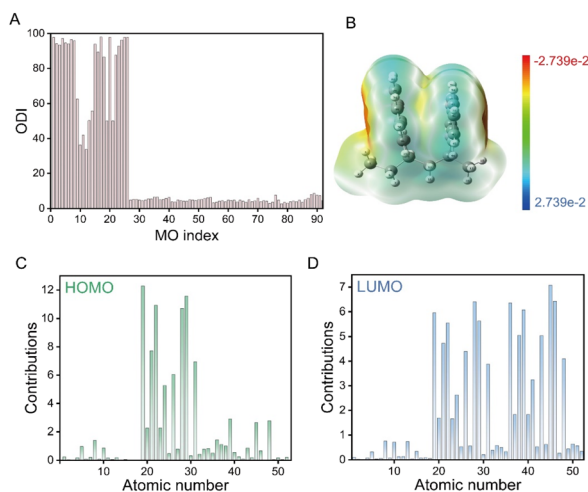 A
ODI
100
80
60
40
20
0
0 10 20 30 40 50 60 70 80 90
MO index
B
-2.739e-2
2.739e-2
C
HOMO
Contributions
12
10
8
6
4
2
0
0 10 20 30 40 50
Atomic number
D
LUMO
Contributions
7
6
5
4
3
2
1
0
0 10 20 30 40 50
Atomic number